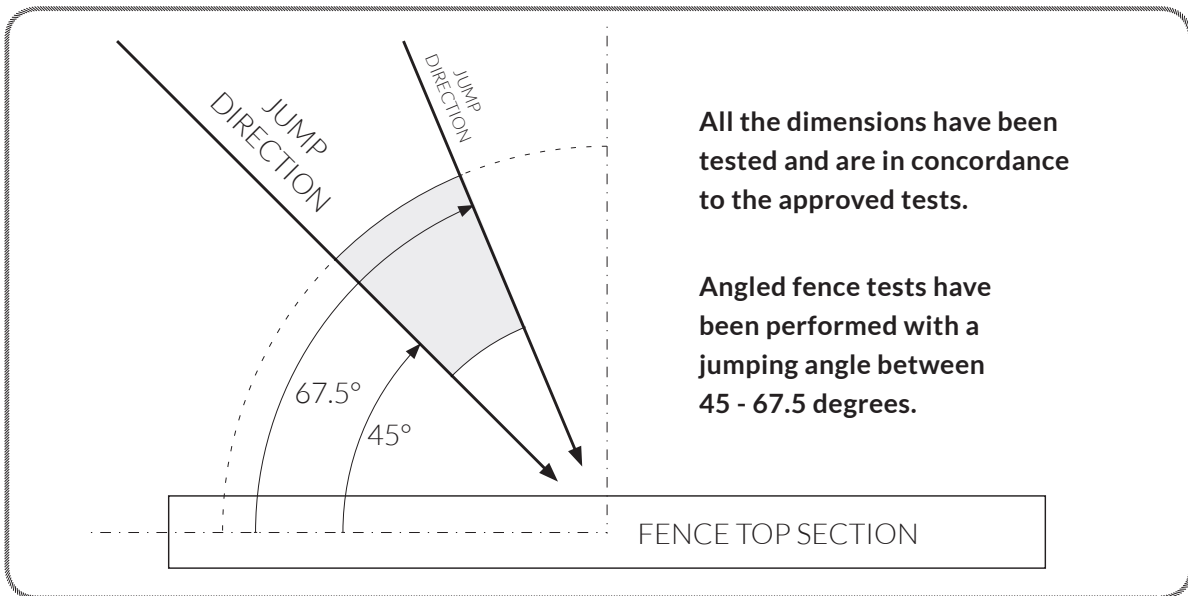 JUMP
DIRECTION
JUMP
DIRECTION
All the dimensions have been
tested and are in concordance
to the approved tests.
Angled fence tests have
been performed with a
jumping angle between
45 - 67.5 degrees.
67.5°
45°
FENCE TOP SECTION